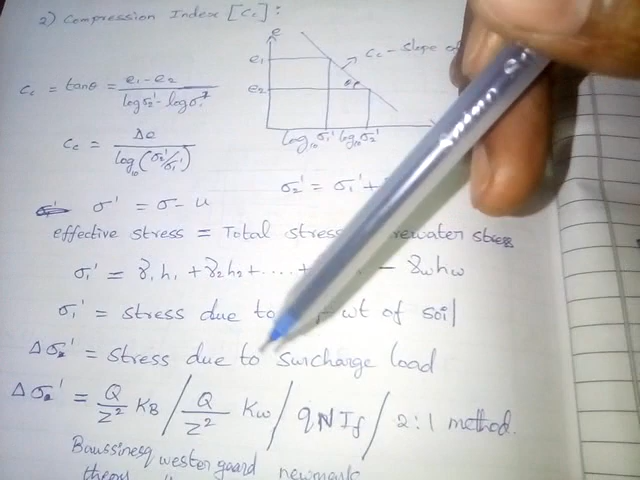 2) Compression Index [Cc] :
e
e1
e2
Cc - slope of
θ
log10 σ1' log10 σ2'
Cc = tanθ = e1 - e2 / log σ2' - log σ1'
Cc = Δe / log10 (σ2'/σ1')
σ2' = σ1' +
σ' = σ - u
effective stress = Total stress
σ1' = γ1h1 + γ2h2 + .... + - γwhw
σ1' = stress due to wt of soil
Δσ2' = stress due to surcharge load
Δσ2' = Q/Z² KB / Q/Z² Kw / qNIf / 2:1 method.
Baussinesq westergaard newmark
theory